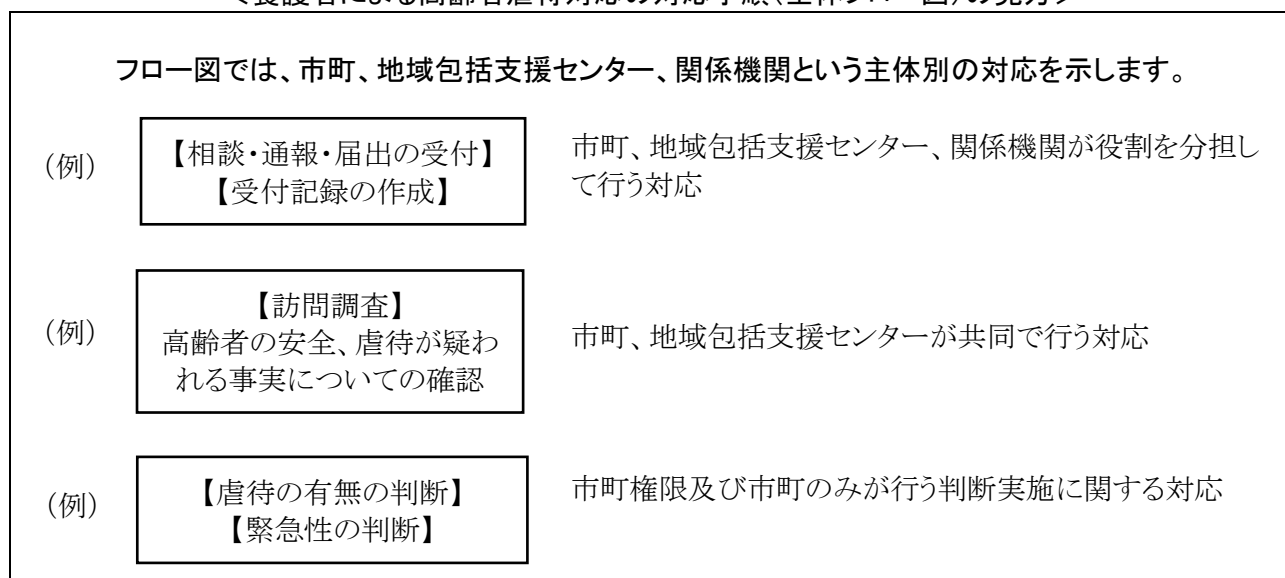 フロー図では、市町、地域包括支援センター、関係機関という主体別の対応を示します。
（例）
【相談・通報・届出の受付】
【受付記録の作成】
市町、地域包括支援センター、関係機関が役割を分担し
て行う対応
（例）
【訪問調査】
高齢者の安全、虐待が疑わ
れる事実についての確認
市町、地域包括支援センターが共同で行う対応
（例）
【虐待の有無の判断】
【緊急性の判断】
市町権限及び市町のみが行う判断実施に関する対応